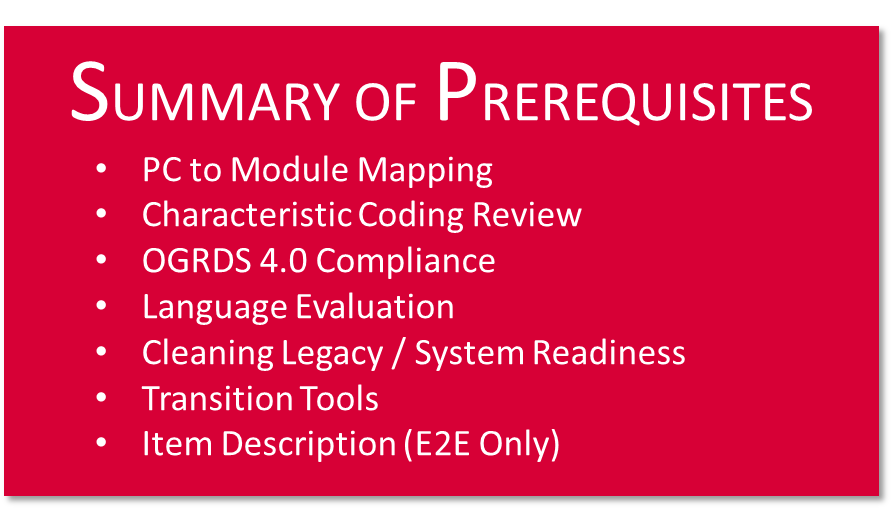 Summary of Prerequisites
• PC to Module Mapping
• Characteristic Coding Review
• OGRDS 4.0 Compliance
• Language Evaluation
• Cleaning Legacy / System Readiness
• Transition Tools
• Item Description (E2E Only)